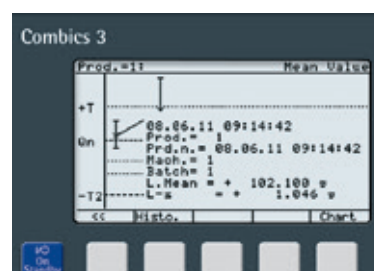 Combics 3
Prod.=1: Mean Value
+T
08.06.11 09:14:42
Qn Prod.= 1
Prd.n.= 08.06.11 09:14:42
Mach.= 1
Batch= 1
L.Mean = + 102.100 g
-T2 L-s = + 1.046 g
<< Histo. Chart
I/O
On
Standby